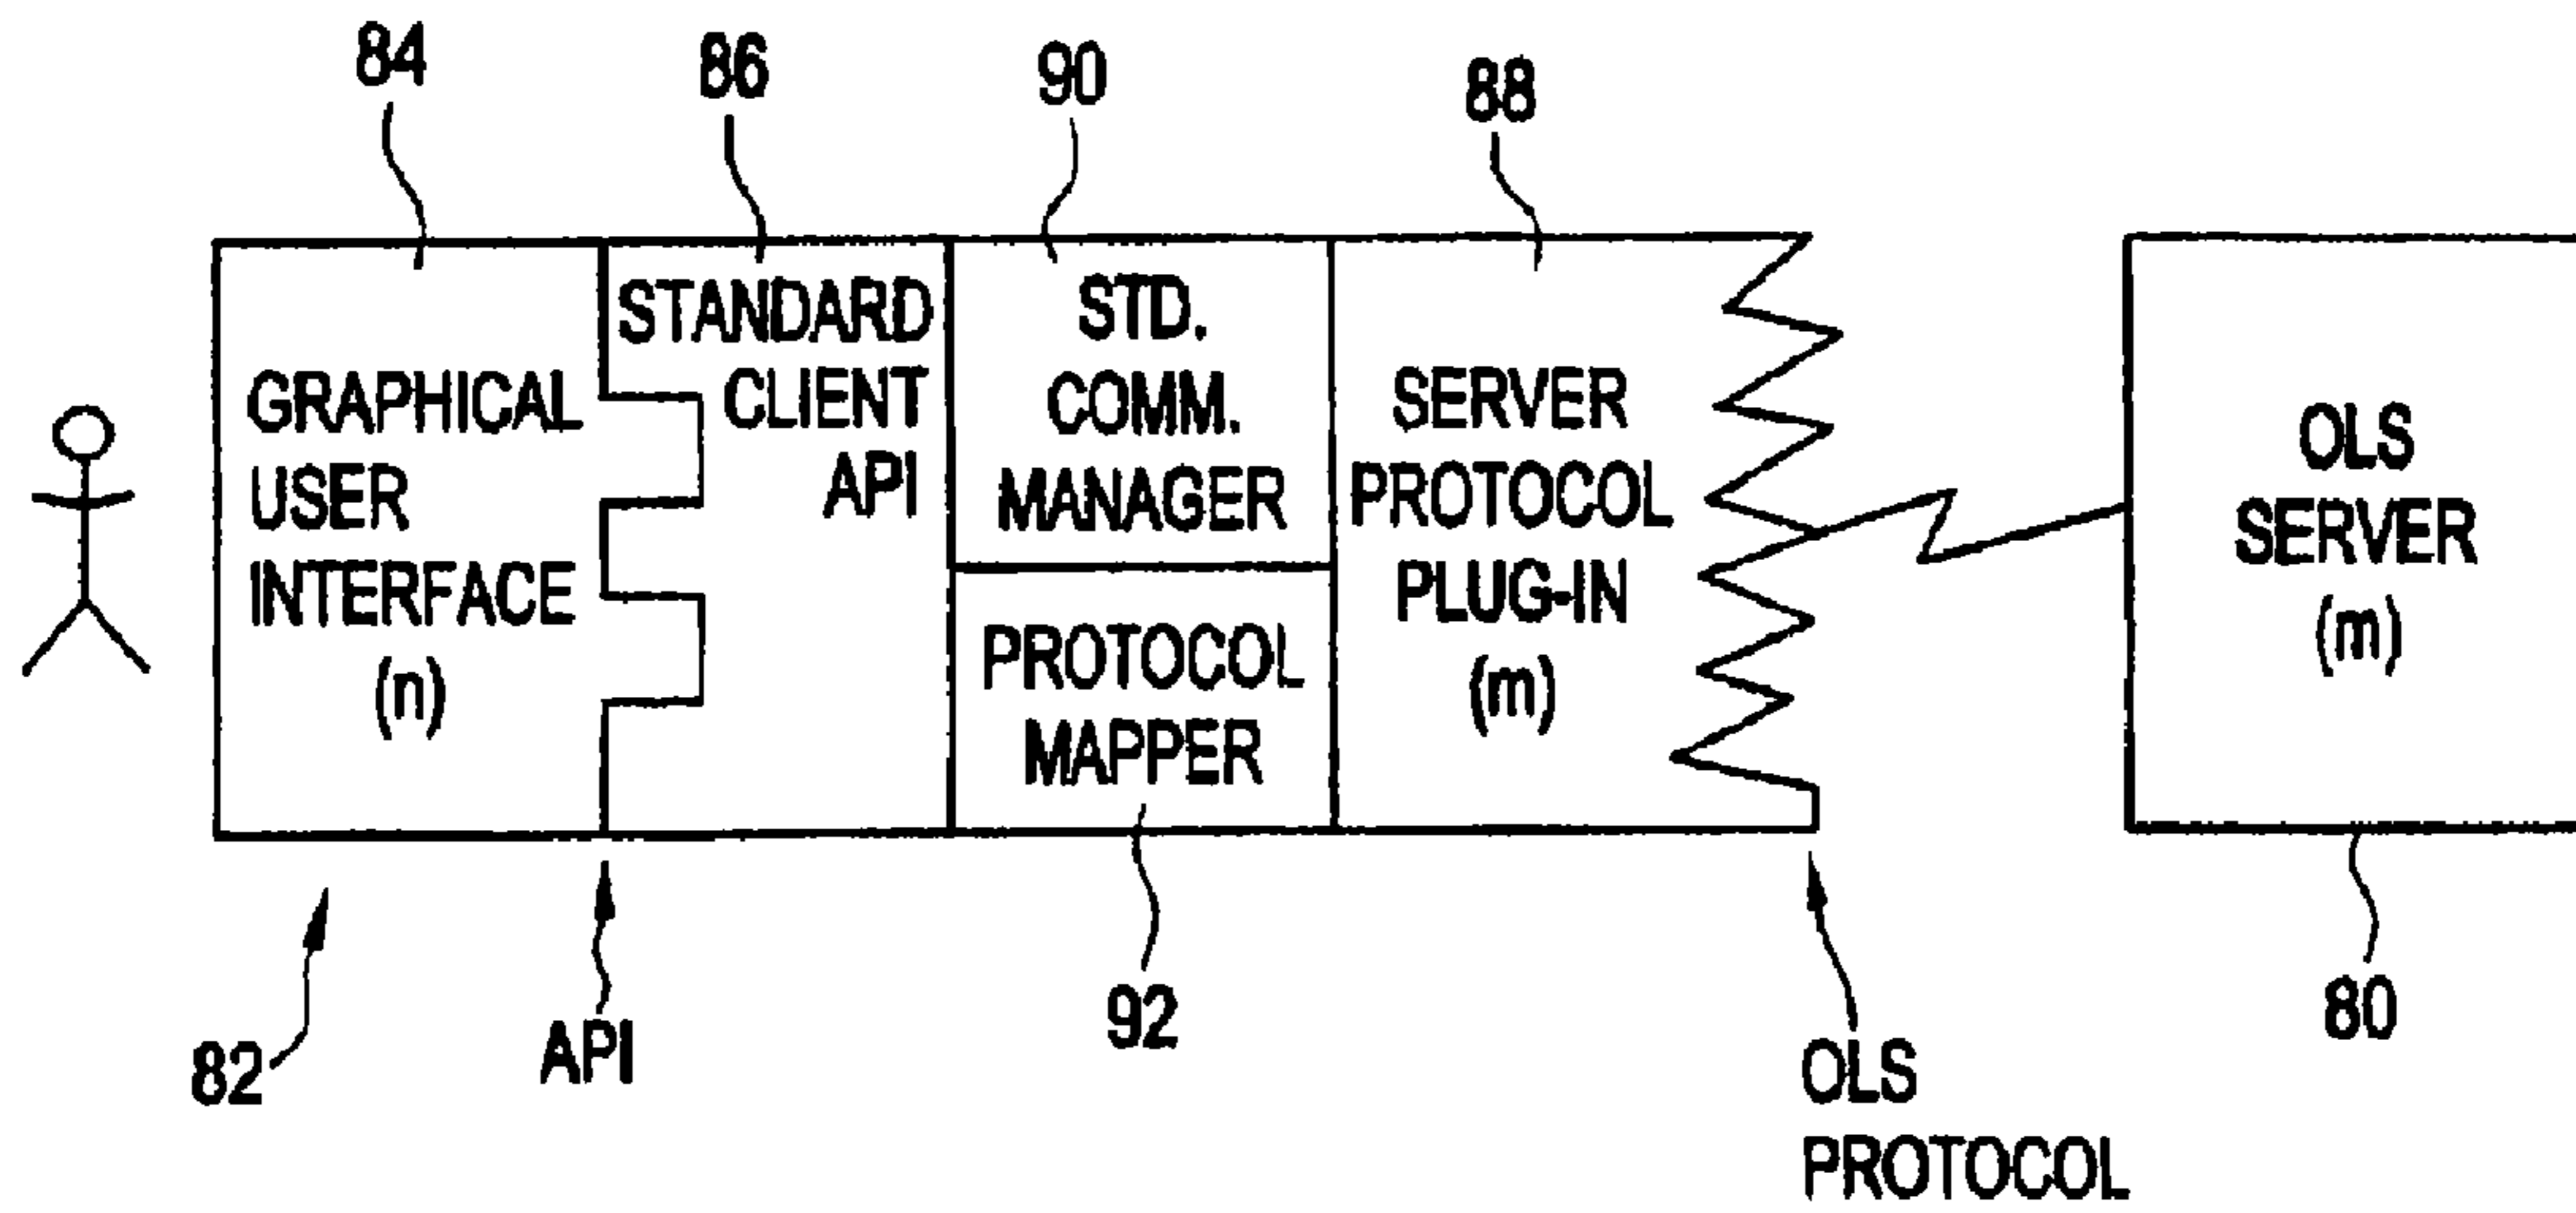 84
86
90
88
GRAPHICAL
USER
INTERFACE
(n)
STANDARD
CLIENT
API
STD.
COMM.
MANAGER
PROTOCOL
MAPPER
SERVER
PROTOCOL
PLUG-IN
(m)
OLS
SERVER
(m)
82
API
92
OLS
PROTOCOL
80